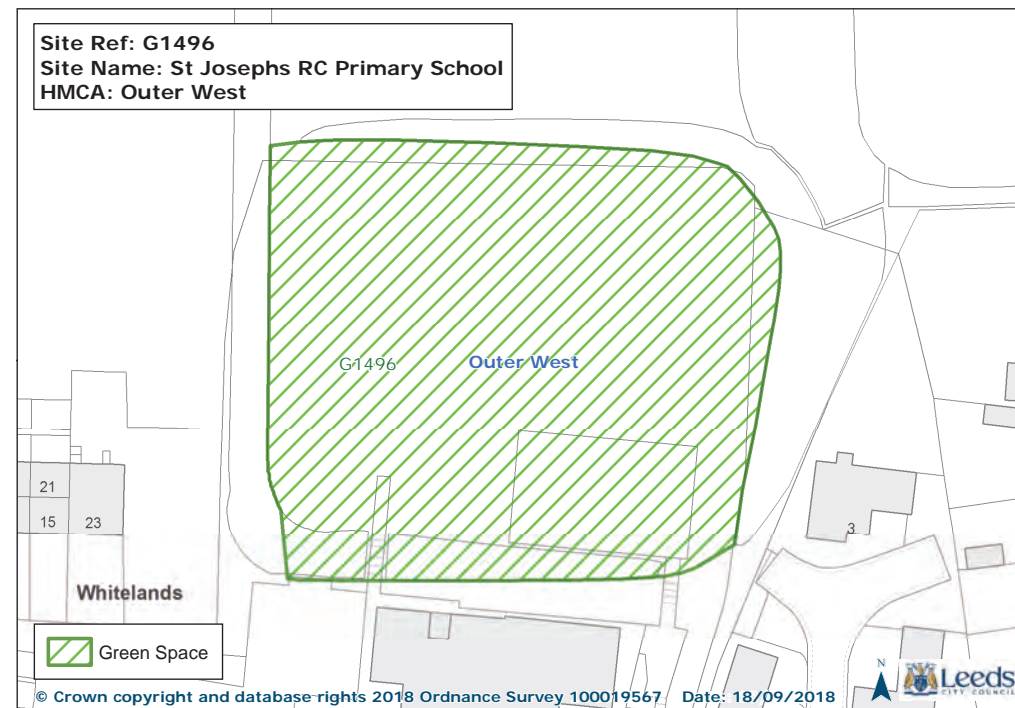 Site Ref: G1496
Site Name: St Josephs RC Primary School
HMCA: Outer West
G1496
Outer West
21
15
23
3
Whitelands
Green Space
N
Leeds
CITY COUNCIL
© Crown copyright and database rights 2018 Ordnance Survey 100019567 Date: 18/09/2018